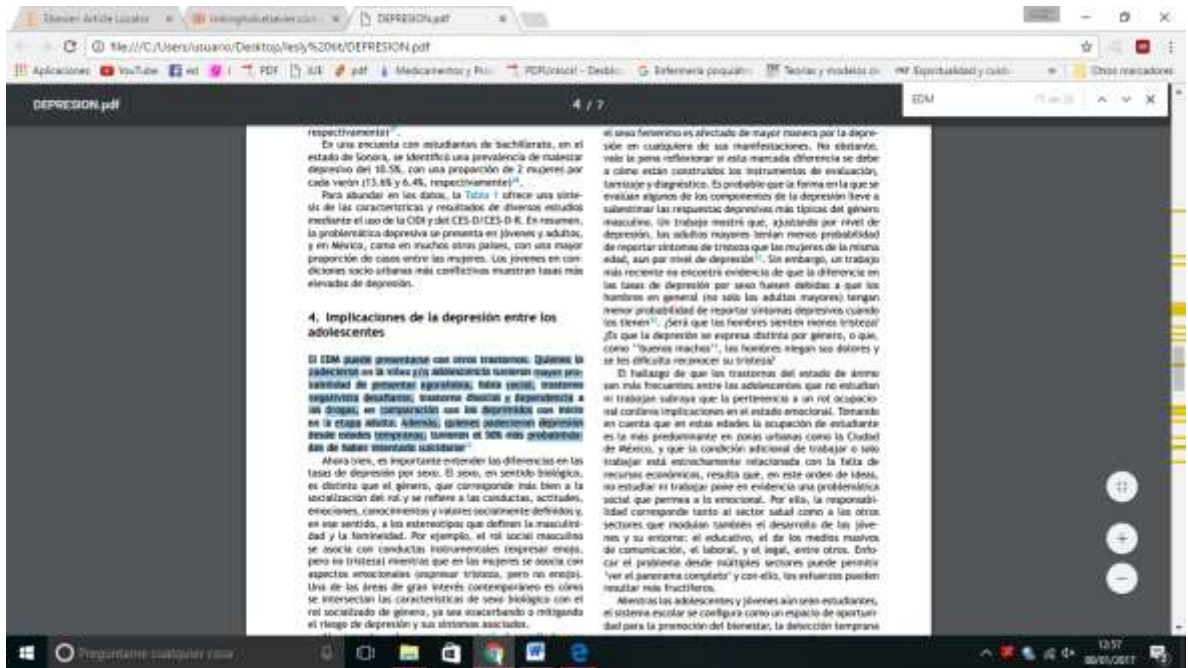 Elsevier Article Locator
DEPRESION.pdf
file:///C:/Users/usuario/Desktop/lesly%20tit/DEPRESION.pdf
Aplicaciones YouTube ed PDF pdf Medicamentos y Teorias y modelos Espiritualidad y Otros marcadores
DEPRESION.pdf
4 / 7
EDM
respectivamente)
En una encuesta con estudiantes de bachillerato, en el
estado de Sonora, se identificó una prevalencia de malestar
depresivo del 10.5%, con una proporción de 2 mujeres por
cada varón (13.6% y 6.4%, respectivamente)
Para abundar en los datos, la Tabla 1 ofrece una sínte-
sis de las características y resultados de diversos estudios
mediante el uso de la CIDI y del CES-D/CES-D-R. En resumen,
la problemática depresiva se presenta en jóvenes y adultos,
y en México, como en muchos otros países, con una mayor
proporción de casos entre las mujeres. Los jóvenes en con-
diciones socio urbanas más conflictivas muestran tasas más
elevadas de depresión.
4. Implicaciones de la depresión entre los
adolescentes
El EDM puede presentarse con otros trastornos. Quienes lo
padecieron en la niñez y/o adolescencia tuvieron mayor pro-
babilidad de presentar agorafobia, fobia social, trastorno
negativista desafiante, trastorno disocial y dependencia a
las drogas, en comparación con los deprimidos con inicio
en la etapa adulta. Además, quienes padecieron depresión
desde edades tempranas, tuvieron el 50% más probabilida-
des de haber intentado suicidarse
Ahora bien, es importante entender las diferencias en las
tasas de depresión por sexo. El sexo, en sentido biológico,
es distinto que el género, que corresponde más bien a la
socialización del rol y se refiere a las conductas, actitudes,
emociones, conocimientos y valores socialmente definidos y,
en ese sentido, a los estereotipos que definen la masculini-
dad y la femineidad. Por ejemplo, el rol social masculino
se asocia con conductas instrumentales (expresar enojo,
pero no tristeza) mientras que en las mujeres se asocia con
aspectos emocionales (expresar tristeza, pero no enojo).
Una de las áreas de gran interés contemporáneo es cómo
se intersectan las características de sexo biológico con el
rol socializado de género, ya sea exacerbando o mitigando
el riesgo de depresión y sus síntomas asociados.
el sexo femenino es afectado de mayor manera por la depre-
sión en cualquiera de sus manifestaciones. No obstante,
vale la pena reflexionar si esta marcada diferencia se debe
a cómo están construidos los instrumentos de evaluación,
tamizaje y diagnóstico. Es probable que la forma en la que se
evalúan algunos de los componentes de la depresión lleve a
subestimar las respuestas depresivas más típicas del género
masculino. Un trabajo mostró que, ajustando por nivel de
depresión, los adultos mayores tenían menos probabilidad
de reportar síntomas de tristeza que las mujeres de la misma
edad, aun por nivel de depresión. Sin embargo, un trabajo
más reciente no encontró evidencia de que la diferencia en
las tasas de depresión por sexo fuesen debidas a que los
hombres en general (no solo los adultos mayores) tengan
menor probabilidad de reportar síntomas depresivos cuando
los tienen. ¿Será que los hombres sienten menos tristeza?
¿Es que la depresión se expresa distinta por género, o que,
como "buenos machos", los hombres niegan sus dolores y
se les dificulta reconocer su tristeza?
El hallazgo de que los trastornos del estado de ánimo
son más frecuentes entre los adolescentes que no estudian
ni trabajan subraya que la pertenencia a un rol ocupacio-
nal conlleva implicaciones en el estado emocional. Tomando
en cuenta que en estas edades la ocupación de estudiante
es la más predominante en zonas urbanas como la Ciudad
de México, y que la condición adicional de trabajar o solo
trabajar está estrechamente relacionada con la falta de
recursos económicos, resulta que, en este orden de ideas,
no estudiar ni trabajar pone en evidencia una problemática
social que permea a lo emocional. Por ello, la responsabi-
lidad corresponde tanto al sector salud como a los otros
sectores que modulan también el desarrollo de los jóve-
nes y su entorno: el educativo, el de los medios masivos
de comunicación, el laboral, y el legal, entre otros. Enfo-
car el problema desde múltiples sectores puede permitir
"ver el panorama completo" y con ello, los esfuerzos pueden
resultar más fructíferos.
Mientras los adolescentes y jóvenes aún sean estudiantes,
el sistema escolar se configura como un espacio de oportuni-
dad para la promoción del bienestar, la detección temprana
Pregúntame cualquier cosa
12:57